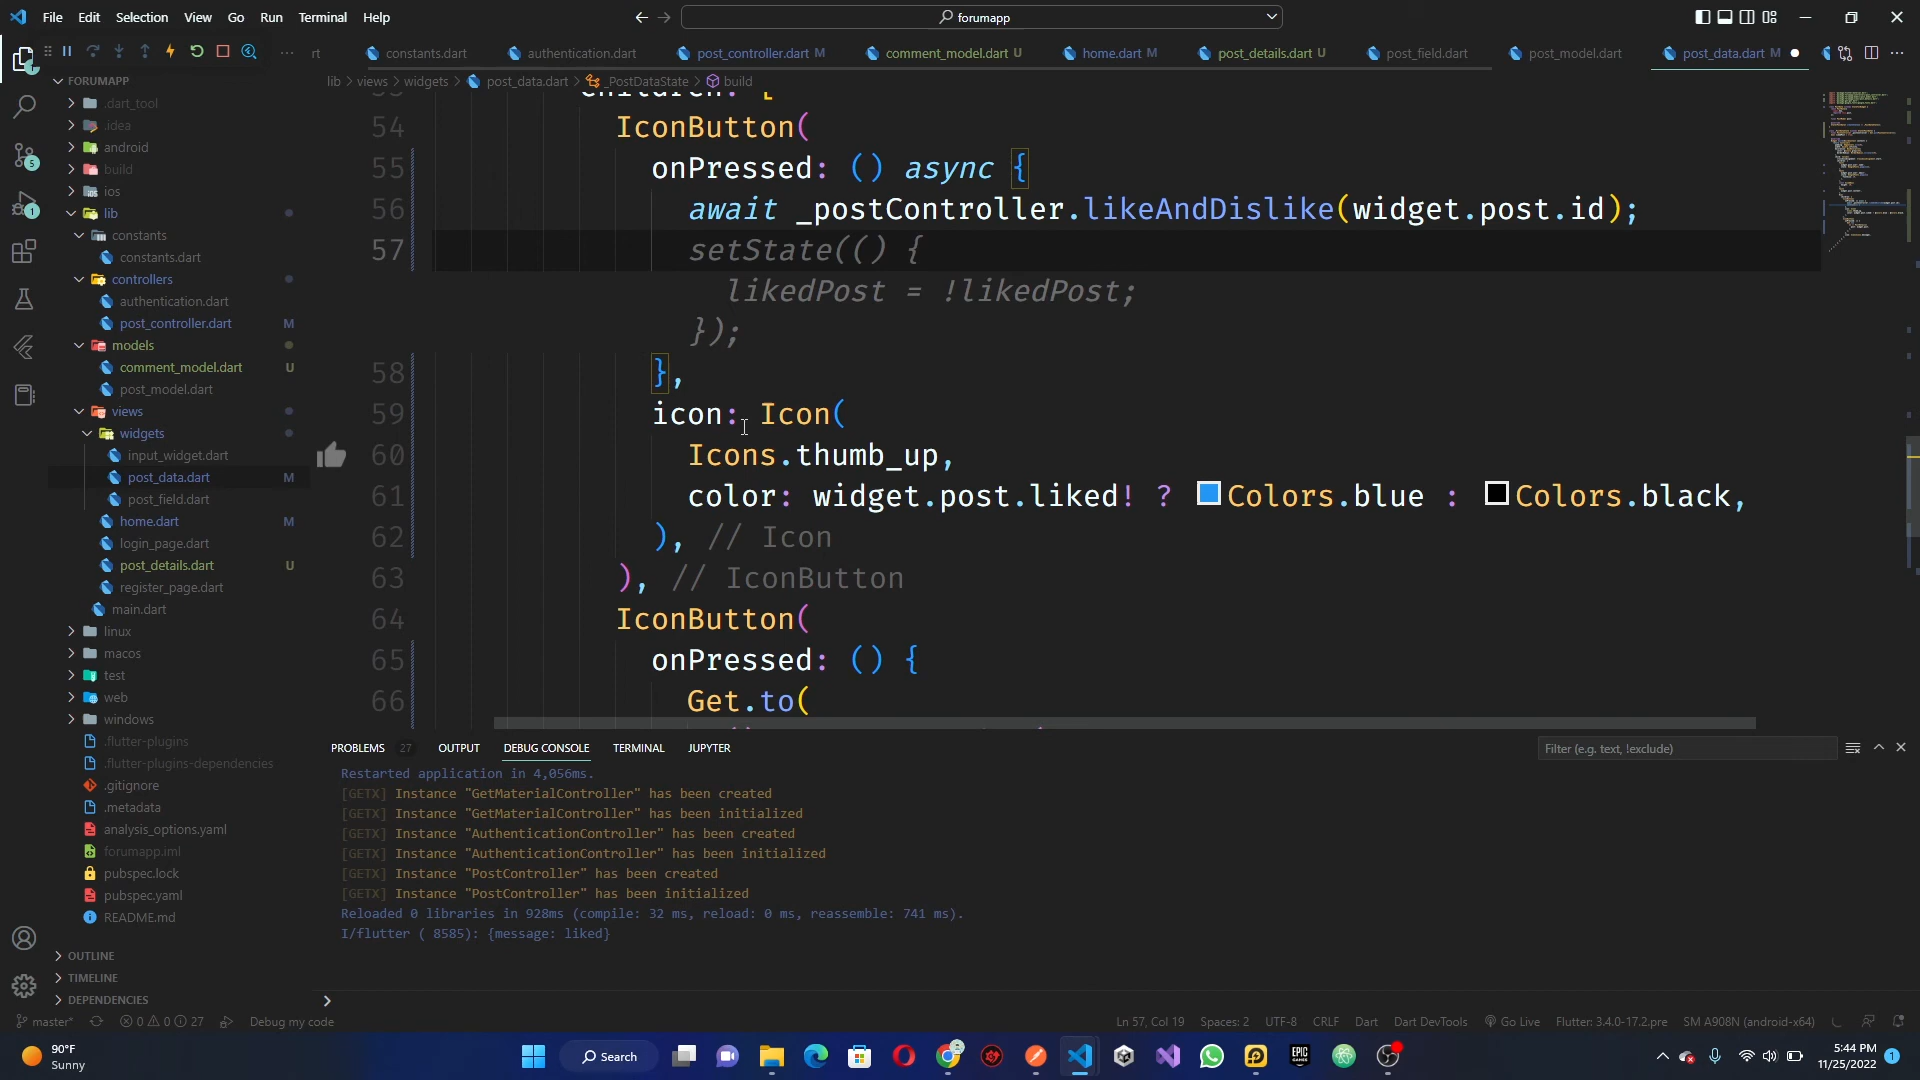 File Edit Selection View Go Run Terminal Help
forumapp
rt constants.dart authentication.dart post_controller.dart M comment_model.dart U home.dart M post_details.dart U post_field.dart post_model.dart post_data.dart M
lib > views > widgets > post_data.dart > _PostDataState > build
FORUMAPP
.dart_tool
.idea
android
build
ios
lib
constants
constants.dart
controllers
authentication.dart
post_controller.dart M
models
comment_model.dart U
post_model.dart
views
widgets
input_widget.dart
post_data.dart M
post_field.dart
home.dart M
login_page.dart
post_details.dart U
register_page.dart
main.dart
linux
macos
test
web
windows
.flutter-plugins
.flutter-plugins-dependencies
.gitignore
.metadata
analysis_options.yaml
forumapp.iml
pubspec.lock
pubspec.yaml
README.md
OUTLINE
TIMELINE
DEPENDENCIES
5
1
1
53 children: [
54 IconButton(
55 onPressed: () async {
56 await _postController.likeAndDislike(widget.post.id);
57 setState(() {
likedPost = !likedPost;
});
58 },
59 icon: Icon(
60 Icons.thumb_up,
61 color: widget.post.liked! ? Colors.blue : Colors.black,
62 ), // Icon
63 ), // IconButton
64 IconButton(
65 onPressed: () {
66 Get.to(
PROBLEMS 27 OUTPUT DEBUG CONSOLE TERMINAL JUPYTER
Filter (e.g. text, !exclude)
Restarted application in 4,056ms.
[GETX] Instance "GetMaterialController" has been created
[GETX] Instance "GetMaterialController" has been initialized
[GETX] Instance "AuthenticationController" has been created
[GETX] Instance "AuthenticationController" has been initialized
[GETX] Instance "PostController" has been created
[GETX] Instance "PostController" has been initialized
Reloaded 0 libraries in 928ms (compile: 32 ms, reload: 0 ms, reassemble: 741 ms).
I/flutter ( 8585): {message: liked}
master* 0 0 27 Debug my code
Ln 57, Col 19 Spaces: 2 UTF-8 CRLF Dart Dart DevTools Go Live Flutter: 3.4.0-17.2.pre SM A908N (android-x64)
90°F
Sunny
Search
EPIC GAMES
5:44 PM
11/25/2022
1